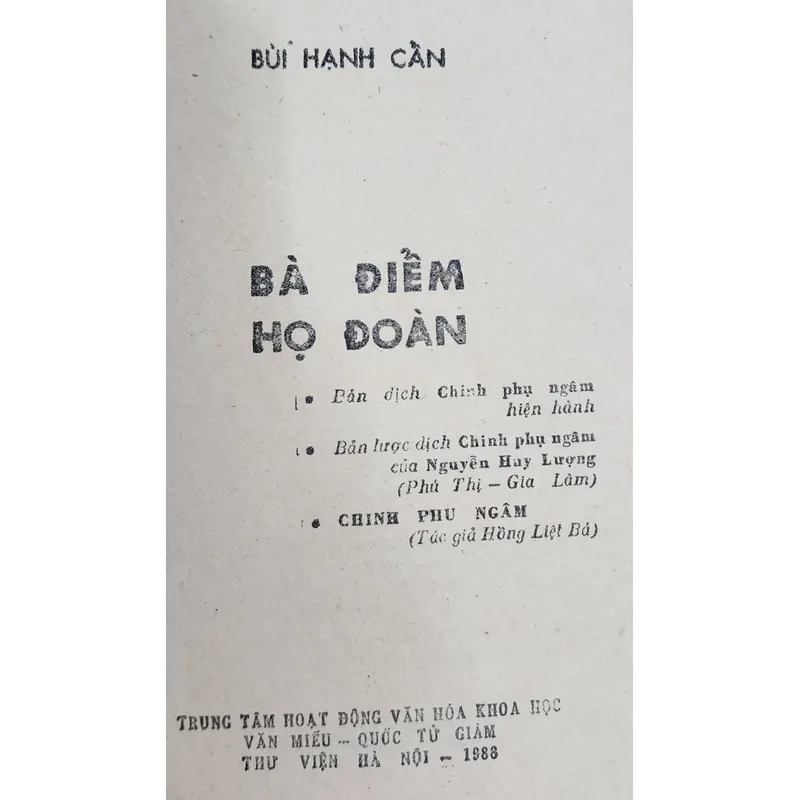 BÙI HẠNH CẨN
BÀ ĐIỂM
HỌ ĐOÀN
• Bản dịch Chinh phụ ngâm
hiện hành
• Bản lược dịch Chinh phụ ngâm
của Nguyễn Huy Lượng
(Phú Thị – Gia Lâm)
• CHINH PHỤ NGÂM
(Tác giả Hồng Liệt Bá)
TRUNG TÂM HOẠT ĐỘNG VĂN HÓA KHOA HỌC
VĂN MIẾU – QUỐC TỬ GIÁM
THƯ VIỆN HÀ NỘI – 1988